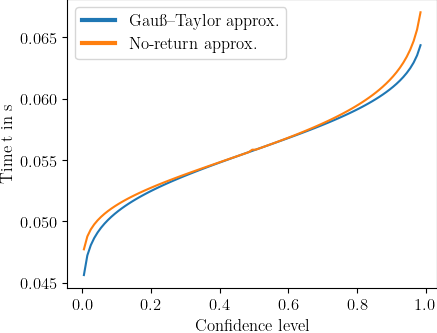 Gauß–Taylor approx.
No-return approx.
Time t in s
0.065
0.060
0.055
0.050
0.045
0.0 0.2 0.4 0.6 0.8 1.0
Confidence level